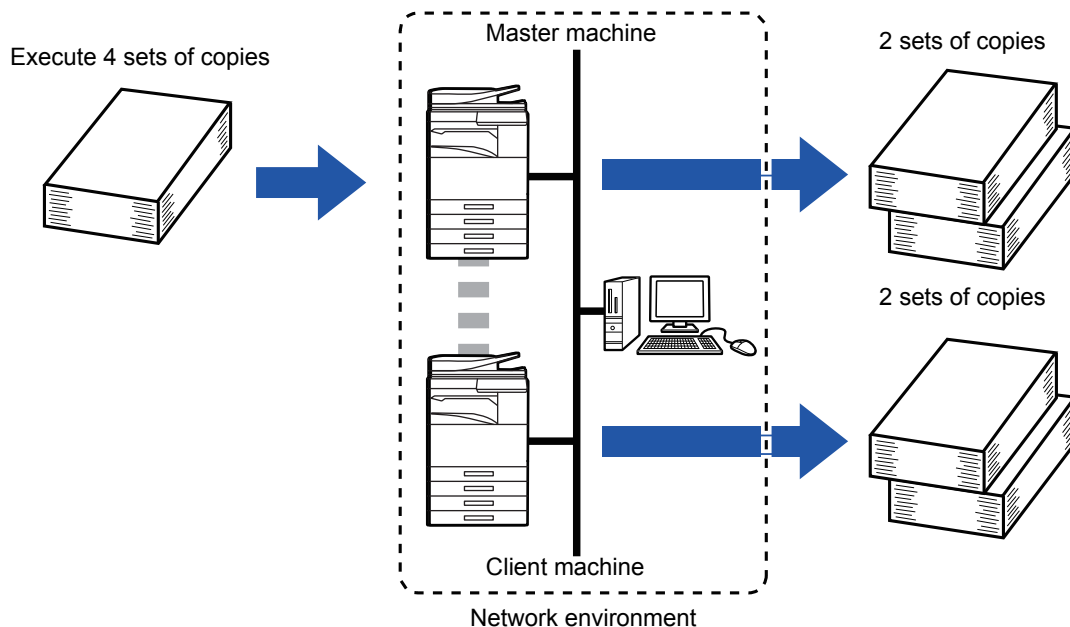 Execute 4 sets of copies
Master machine
2 sets of copies
2 sets of copies
Client machine
Network environment